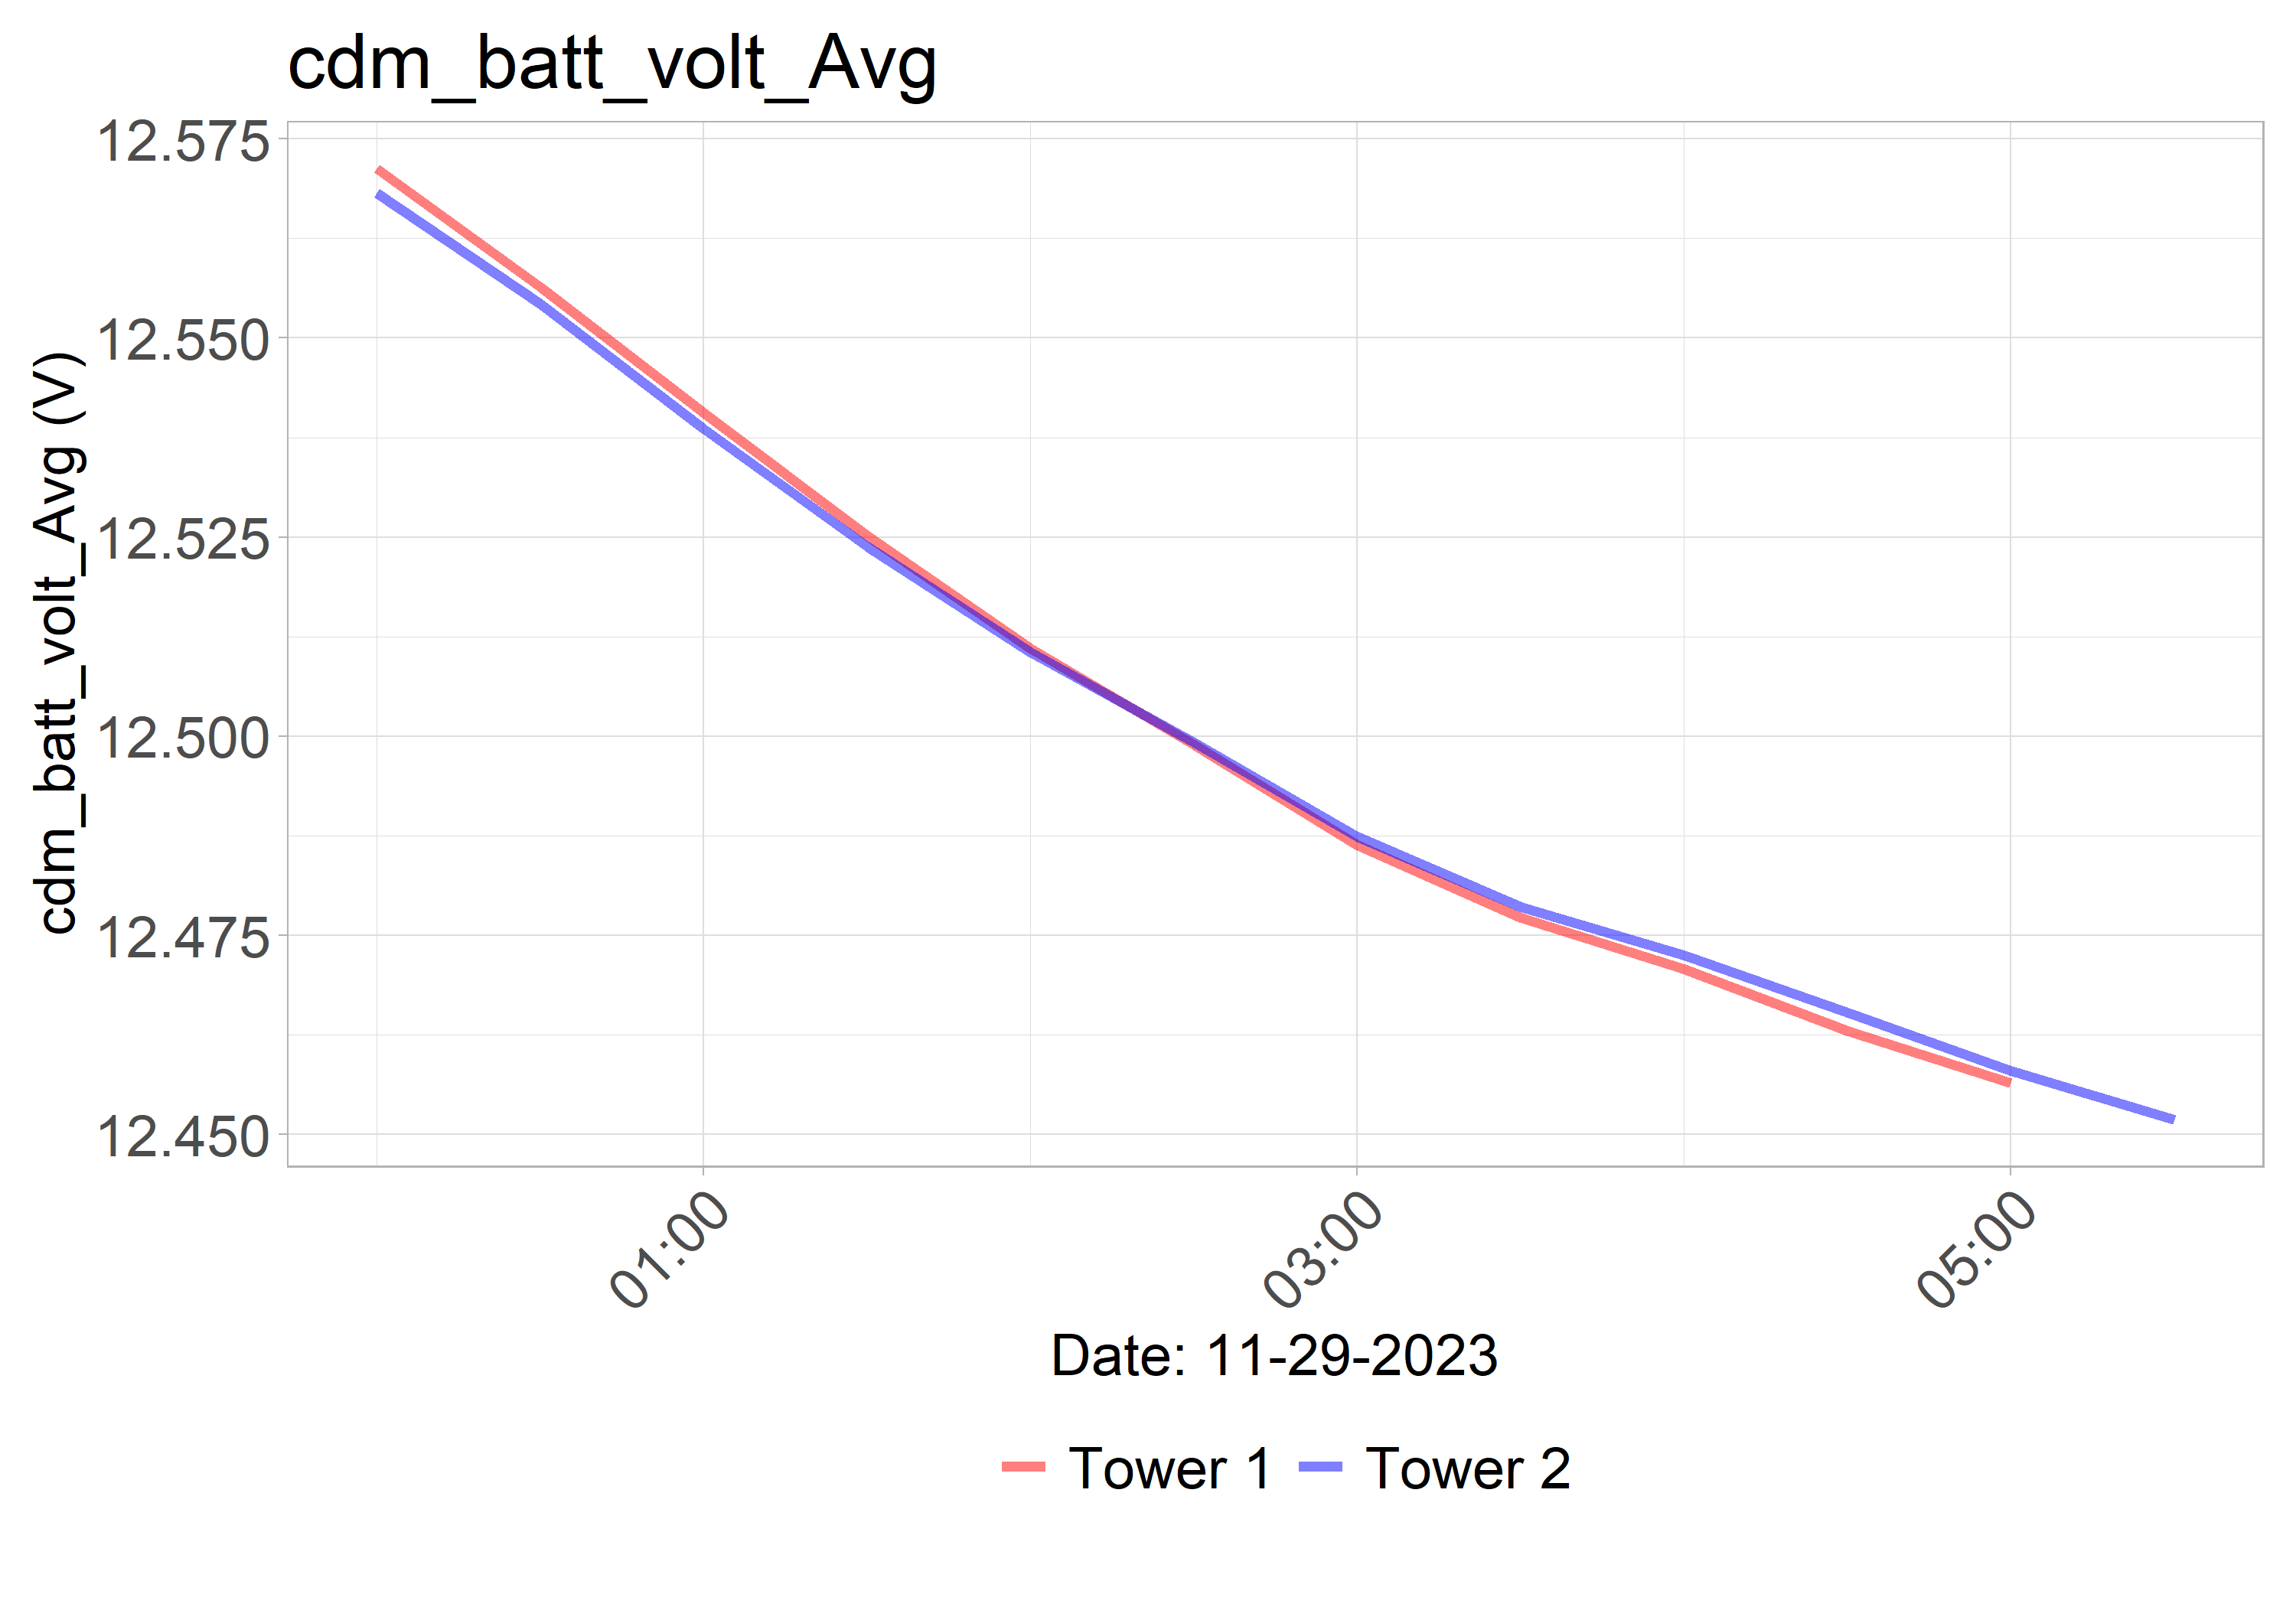 cdm_batt_volt_Avg
cdm_batt_volt_Avg (V)
12.575
12.550
12.525
12.500
12.475
12.450
01:00
03:00
05:00
Date: 11-29-2023
Tower 1
Tower 2